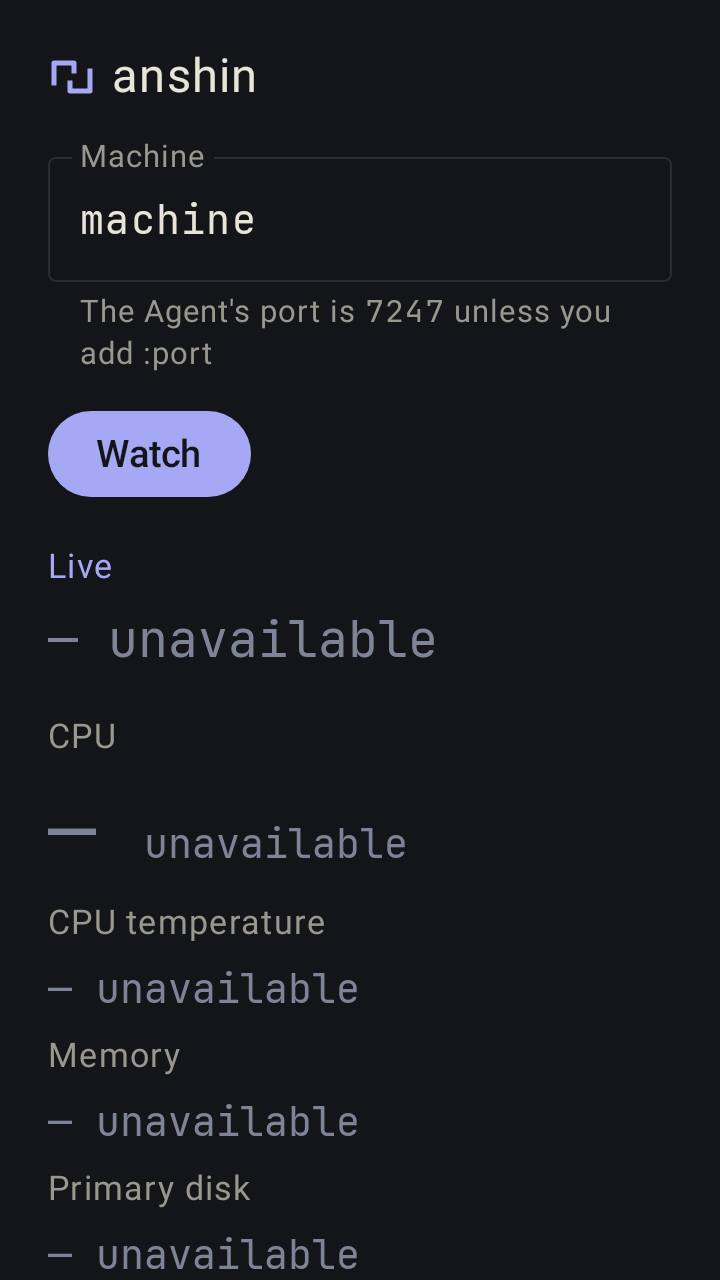 anshin
Machine
machine
The Agent's port is 7247 unless you
add :port
Watch
Live
— unavailable
CPU
— unavailable
CPU temperature
— unavailable
Memory
— unavailable
Primary disk
— unavailable